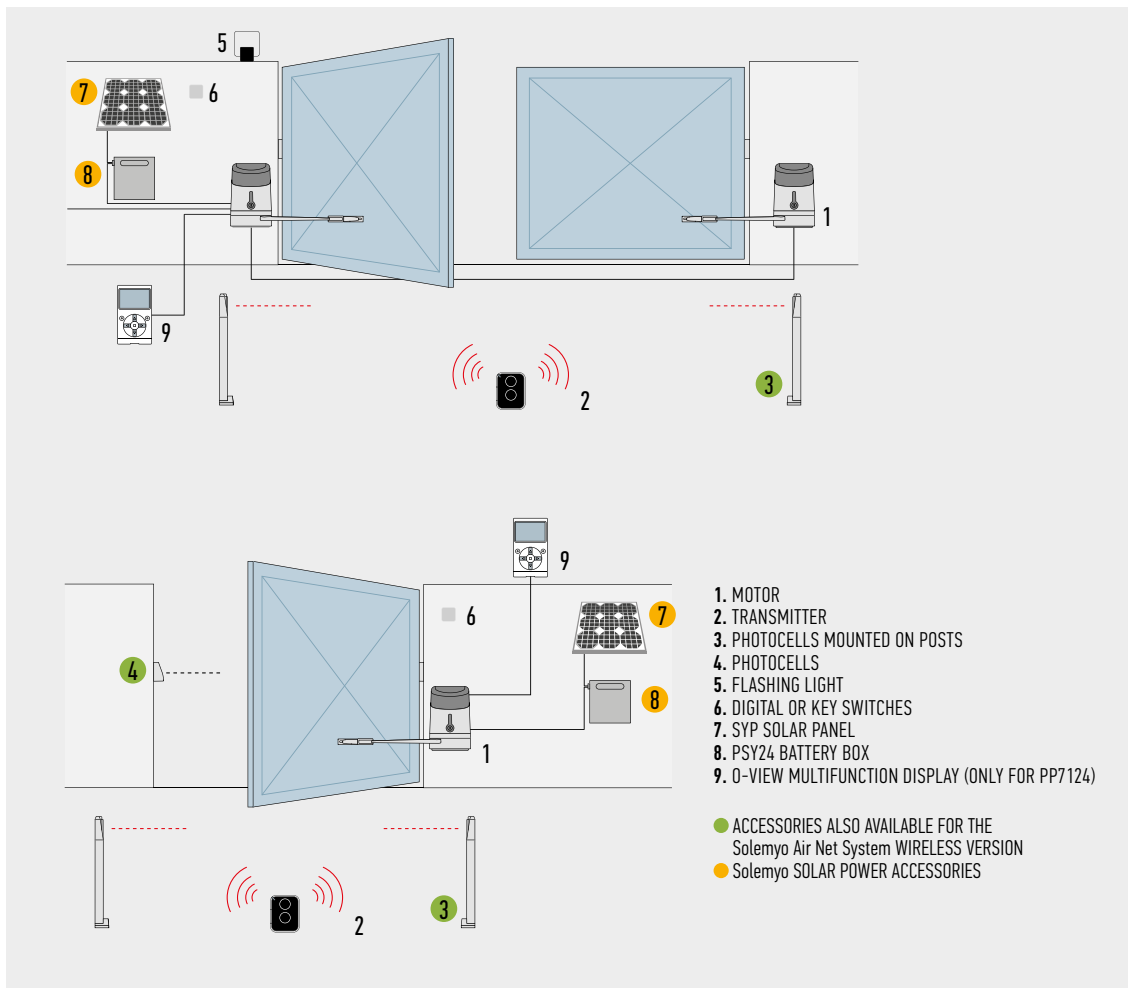 5
7
6
8
1
9
3
2
9
6
7
4
8
1
3
2
1. MOTOR
2. TRANSMITTER
3. PHOTOCELLS MOUNTED ON POSTS
4. PHOTOCELLS
5. FLASHING LIGHT
6. DIGITAL OR KEY SWITCHES
7. SYP SOLAR PANEL
8. PSY24 BATTERY BOX
9. O-VIEW MULTIFUNCTION DISPLAY (ONLY FOR PP7124)
ACCESSORIES ALSO AVAILABLE FOR THE
Solemyo Air Net System WIRELESS VERSION
Solemyo SOLAR POWER ACCESSORIES